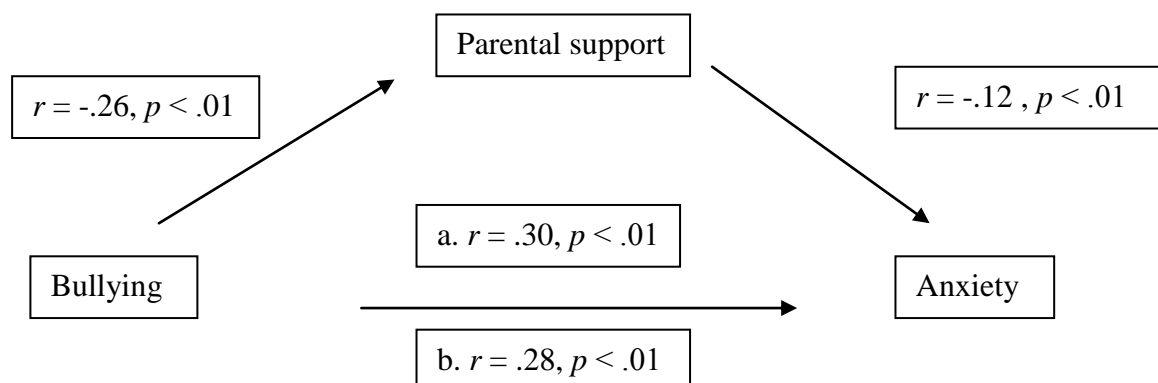 Parental support
r = -.26, p < .01
r = -.12 , p < .01
a. r = .30, p < .01
Bullying
Anxiety
b. r = .28, p < .01